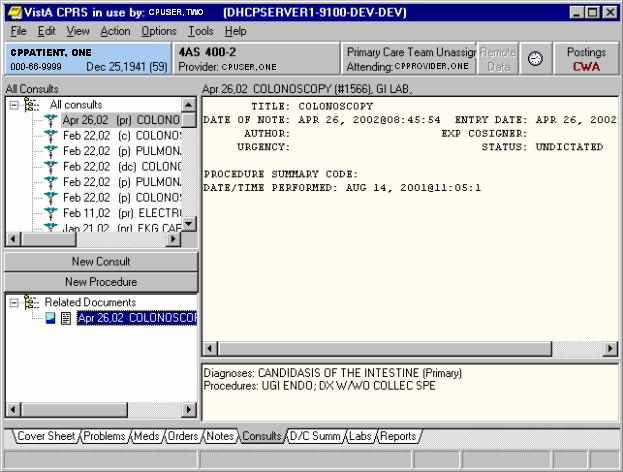 VistA CPRS in use by: CPUSER, TWO (DHCPSERVER1-9100-DEV-DEV)
File Edit View Action Options Tools Help
CPPATIENT, ONE
000-66-9999 Dec 25,1941 (59)
4AS 400-2
Provider: CPUSER,ONE
Primary Care Team Unassigr
Attending: CPPROVIDER,ONE
Remote
Data
Postings
CWA
All Consults
All consults
Apr 26,02 (pr) COLONO
Feb 22,02 (c) COLONO
Feb 22,02 (p) PULMON
Feb 22,02 (dc) COLON
Feb 22,02 (p) PULMON
Feb 22,02 (p) COLONO
Feb 11,02 (pr) ELECTR
Jan 21,02 (pr) EKG CAR
New Consult
New Procedure
Related Documents
Apr 26,02 COLONOSCO
Apr 26,02 COLONOSCOPY (#1566), GI LAB,
TITLE: COLONOSCOPY
DATE OF NOTE: APR 26, 2002@08:45:54 ENTRY DATE: APR 26, 2002
AUTHOR: EXP COSIGNER:
URGENCY: STATUS: UNDICTATED
PROCEDURE SUMMARY CODE:
DATE/TIME PERFORMED: AUG 14, 2001@11:05:1
Diagnoses: CANDIDASIS OF THE INTESTINE (Primary)
Procedures: UGI ENDO; DX W/WO COLLEC SPE
Cover Sheet Problems Meds Orders Notes Consults D/C Summ Labs Reports